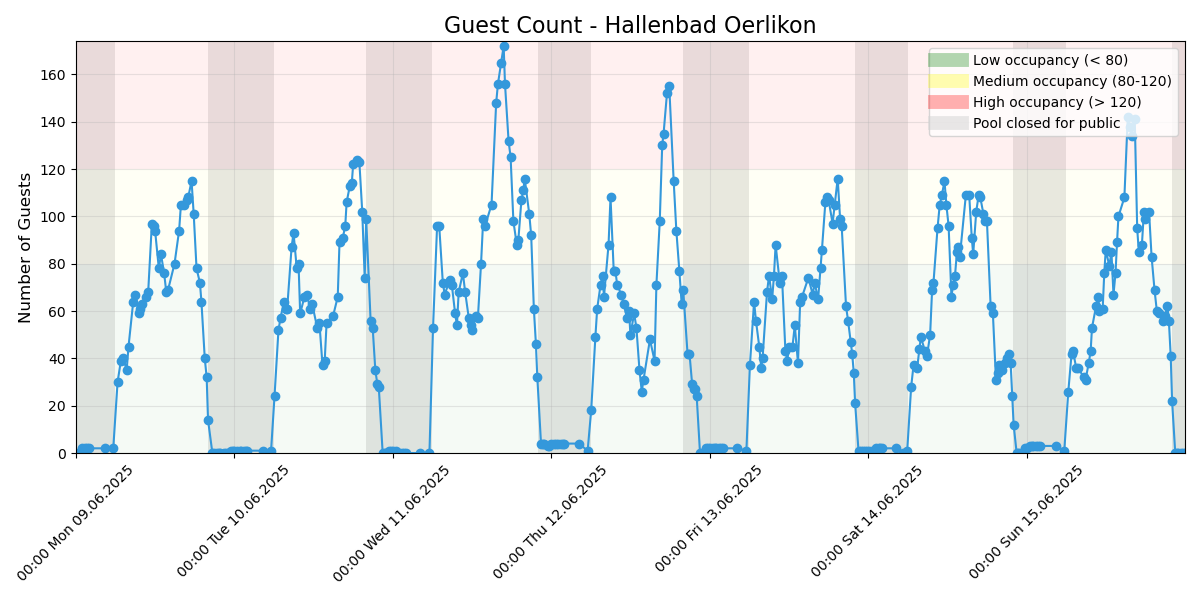 Guest Count - Hallenbad Oerlikon
Number of Guests
160
140
120
100
80
60
40
20
0
Low occupancy (< 80)
Medium occupancy (80-120)
High occupancy (> 120)
Pool closed for public
00:00 Mon 09.06.2025
00:00 Tue 10.06.2025
00:00 Wed 11.06.2025
00:00 Thu 12.06.2025
00:00 Fri 13.06.2025
00:00 Sat 14.06.2025
00:00 Sun 15.06.2025